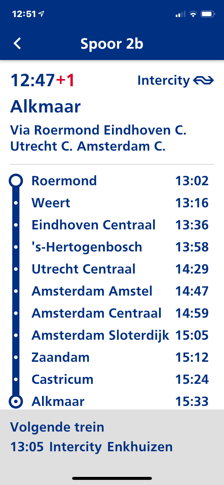 12:51
Spoor 2b
12:47+1 Intercity
Alkmaar
Via Roermond Eindhoven C.
Utrecht C. Amsterdam C.
Roermond 13:02
Weert 13:16
Eindhoven Centraal 13:36
's-Hertogenbosch 13:58
Utrecht Centraal 14:29
Amsterdam Amstel 14:47
Amsterdam Centraal 14:59
Amsterdam Sloterdijk 15:05
Zaandam 15:12
Castricum 15:24
Alkmaar 15:33
Volgende trein
13:05 Intercity Enkhuizen